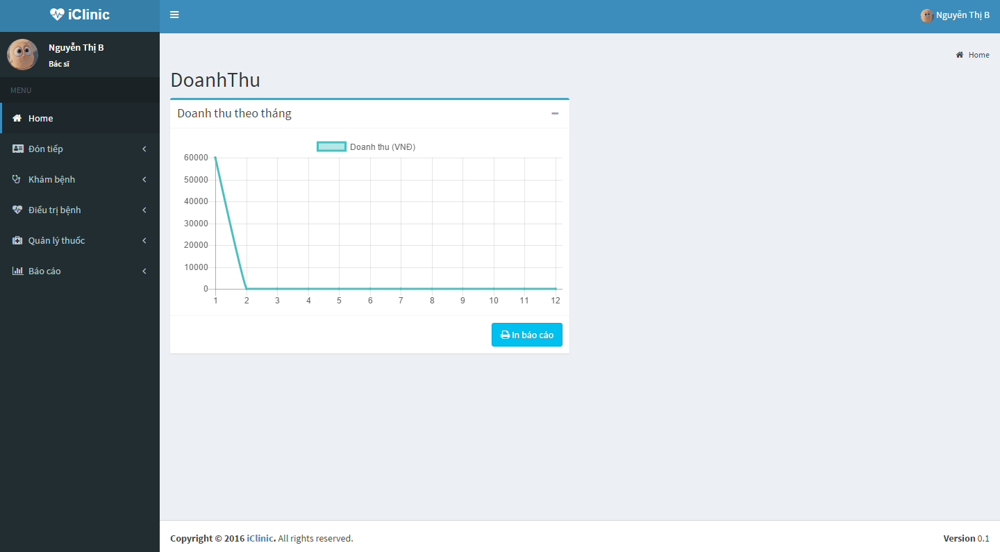 iClinic
Nguyễn Thị B
Nguyễn Thị B
Bác sĩ
MENU
Home
Đón tiếp
Khám bệnh
Điều trị bệnh
Quản lý thuốc
Báo cáo
Home
DoanhThu
Doanh thu theo tháng
Doanh thu (VNĐ)
60000
50000
40000
30000
20000
10000
0
1 2 3 4 5 6 7 8 9 10 11 12
In báo cáo
Copyright © 2016 iClinic. All rights reserved.
Version 0.1